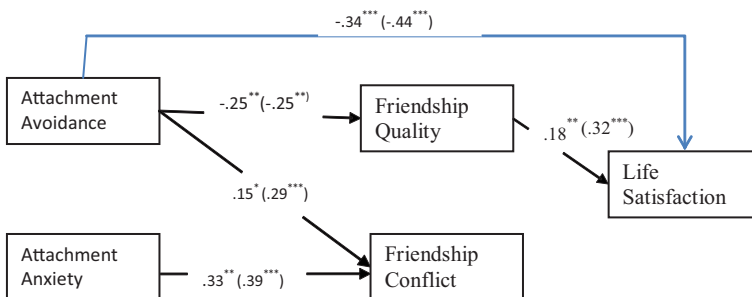 -.34***(-.44***)
Attachment
Avoidance
-.25**(-.25**)
Friendship
Quality
.18**(.32***)
Life
Satisfaction
.15*(.29***)
Attachment
Anxiety
.33**(.39***)
Friendship
Conflict